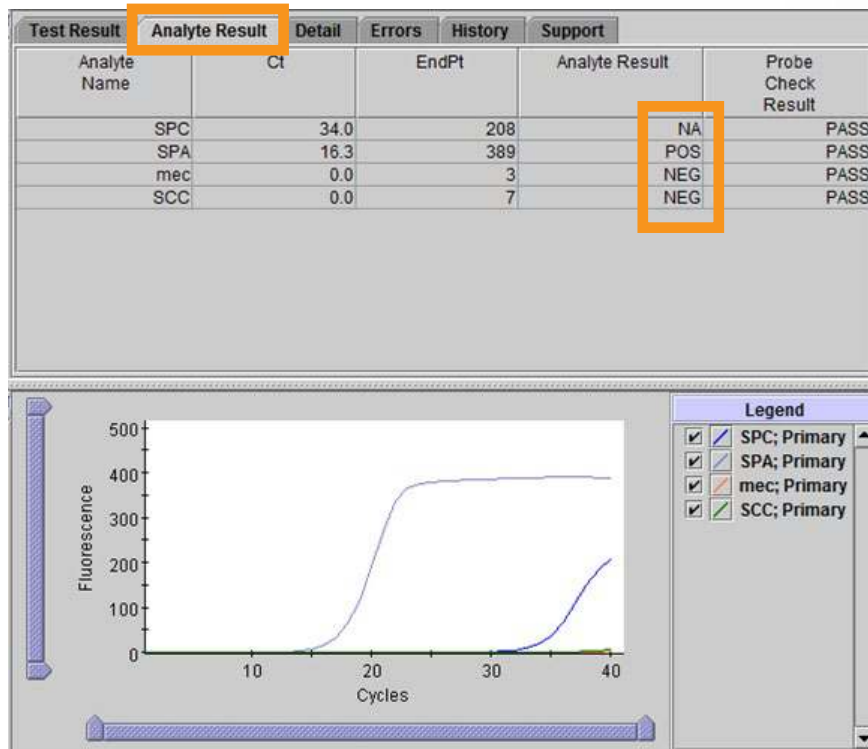 Test Result Analyte Result Detail Errors History Support
Analyte Name Ct EndPt Analyte Result Probe Check Result
SPC 34.0 208 NA PASS
SPA 16.3 389 POS PASS
mec 0.0 3 NEG PASS
SCC 0.0 7 NEG PASS
500
400
300
200
100
0
Fluorescence
10 20 30 40
Cycles
Legend
SPC; Primary
SPA; Primary
mec; Primary
SCC; Primary